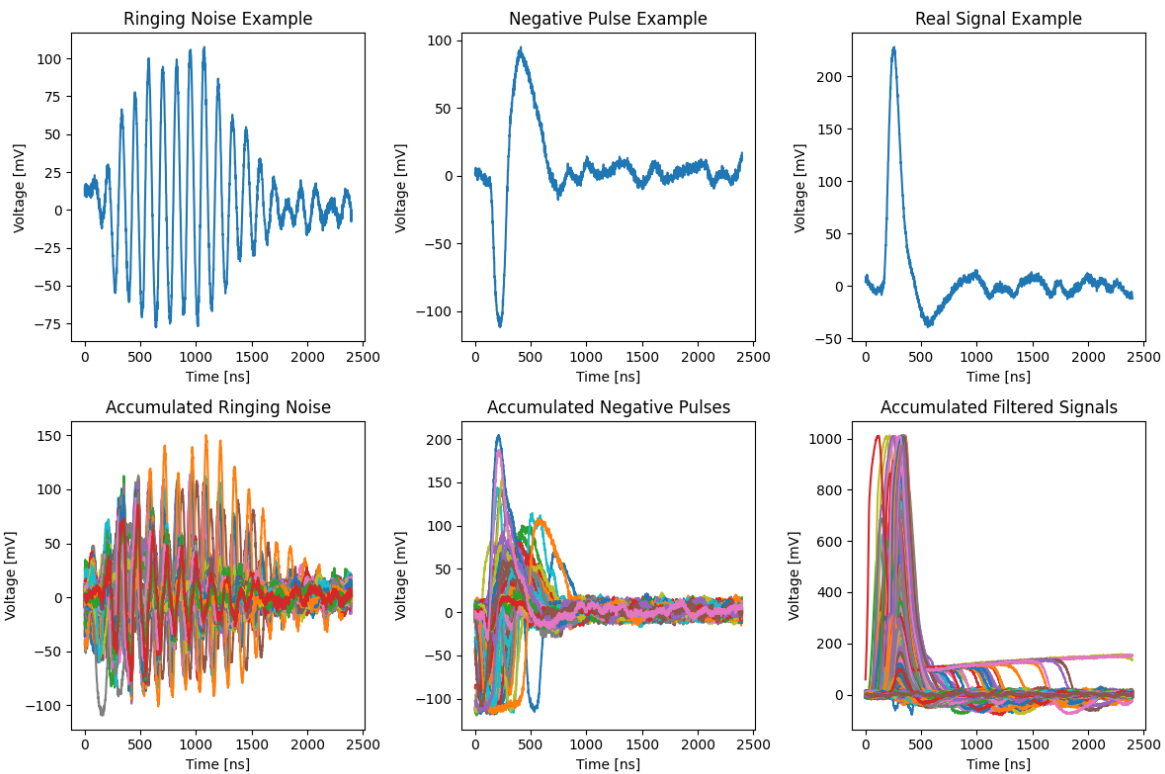 Ringing Noise Example
Voltage [mV]
100
75
50
25
0
−25
−50
−75
0 500 1000 1500 2000 2500
Time [ns]
Negative Pulse Example
Voltage [mV]
100
50
0
−50
−100
0 500 1000 1500 2000 2500
Time [ns]
Real Signal Example
Voltage [mV]
200
150
100
50
0
−50
0 500 1000 1500 2000 2500
Time [ns]
Accumulated Ringing Noise
Voltage [mV]
150
100
50
0
−50
−100
0 500 1000 1500 2000 2500
Time [ns]
Accumulated Negative Pulses
Voltage [mV]
200
150
100
50
0
−50
−100
0 500 1000 1500 2000 2500
Time [ns]
Accumulated Filtered Signals
Voltage [mV]
1000
800
600
400
200
0
0 500 1000 1500 2000 2500
Time [ns]